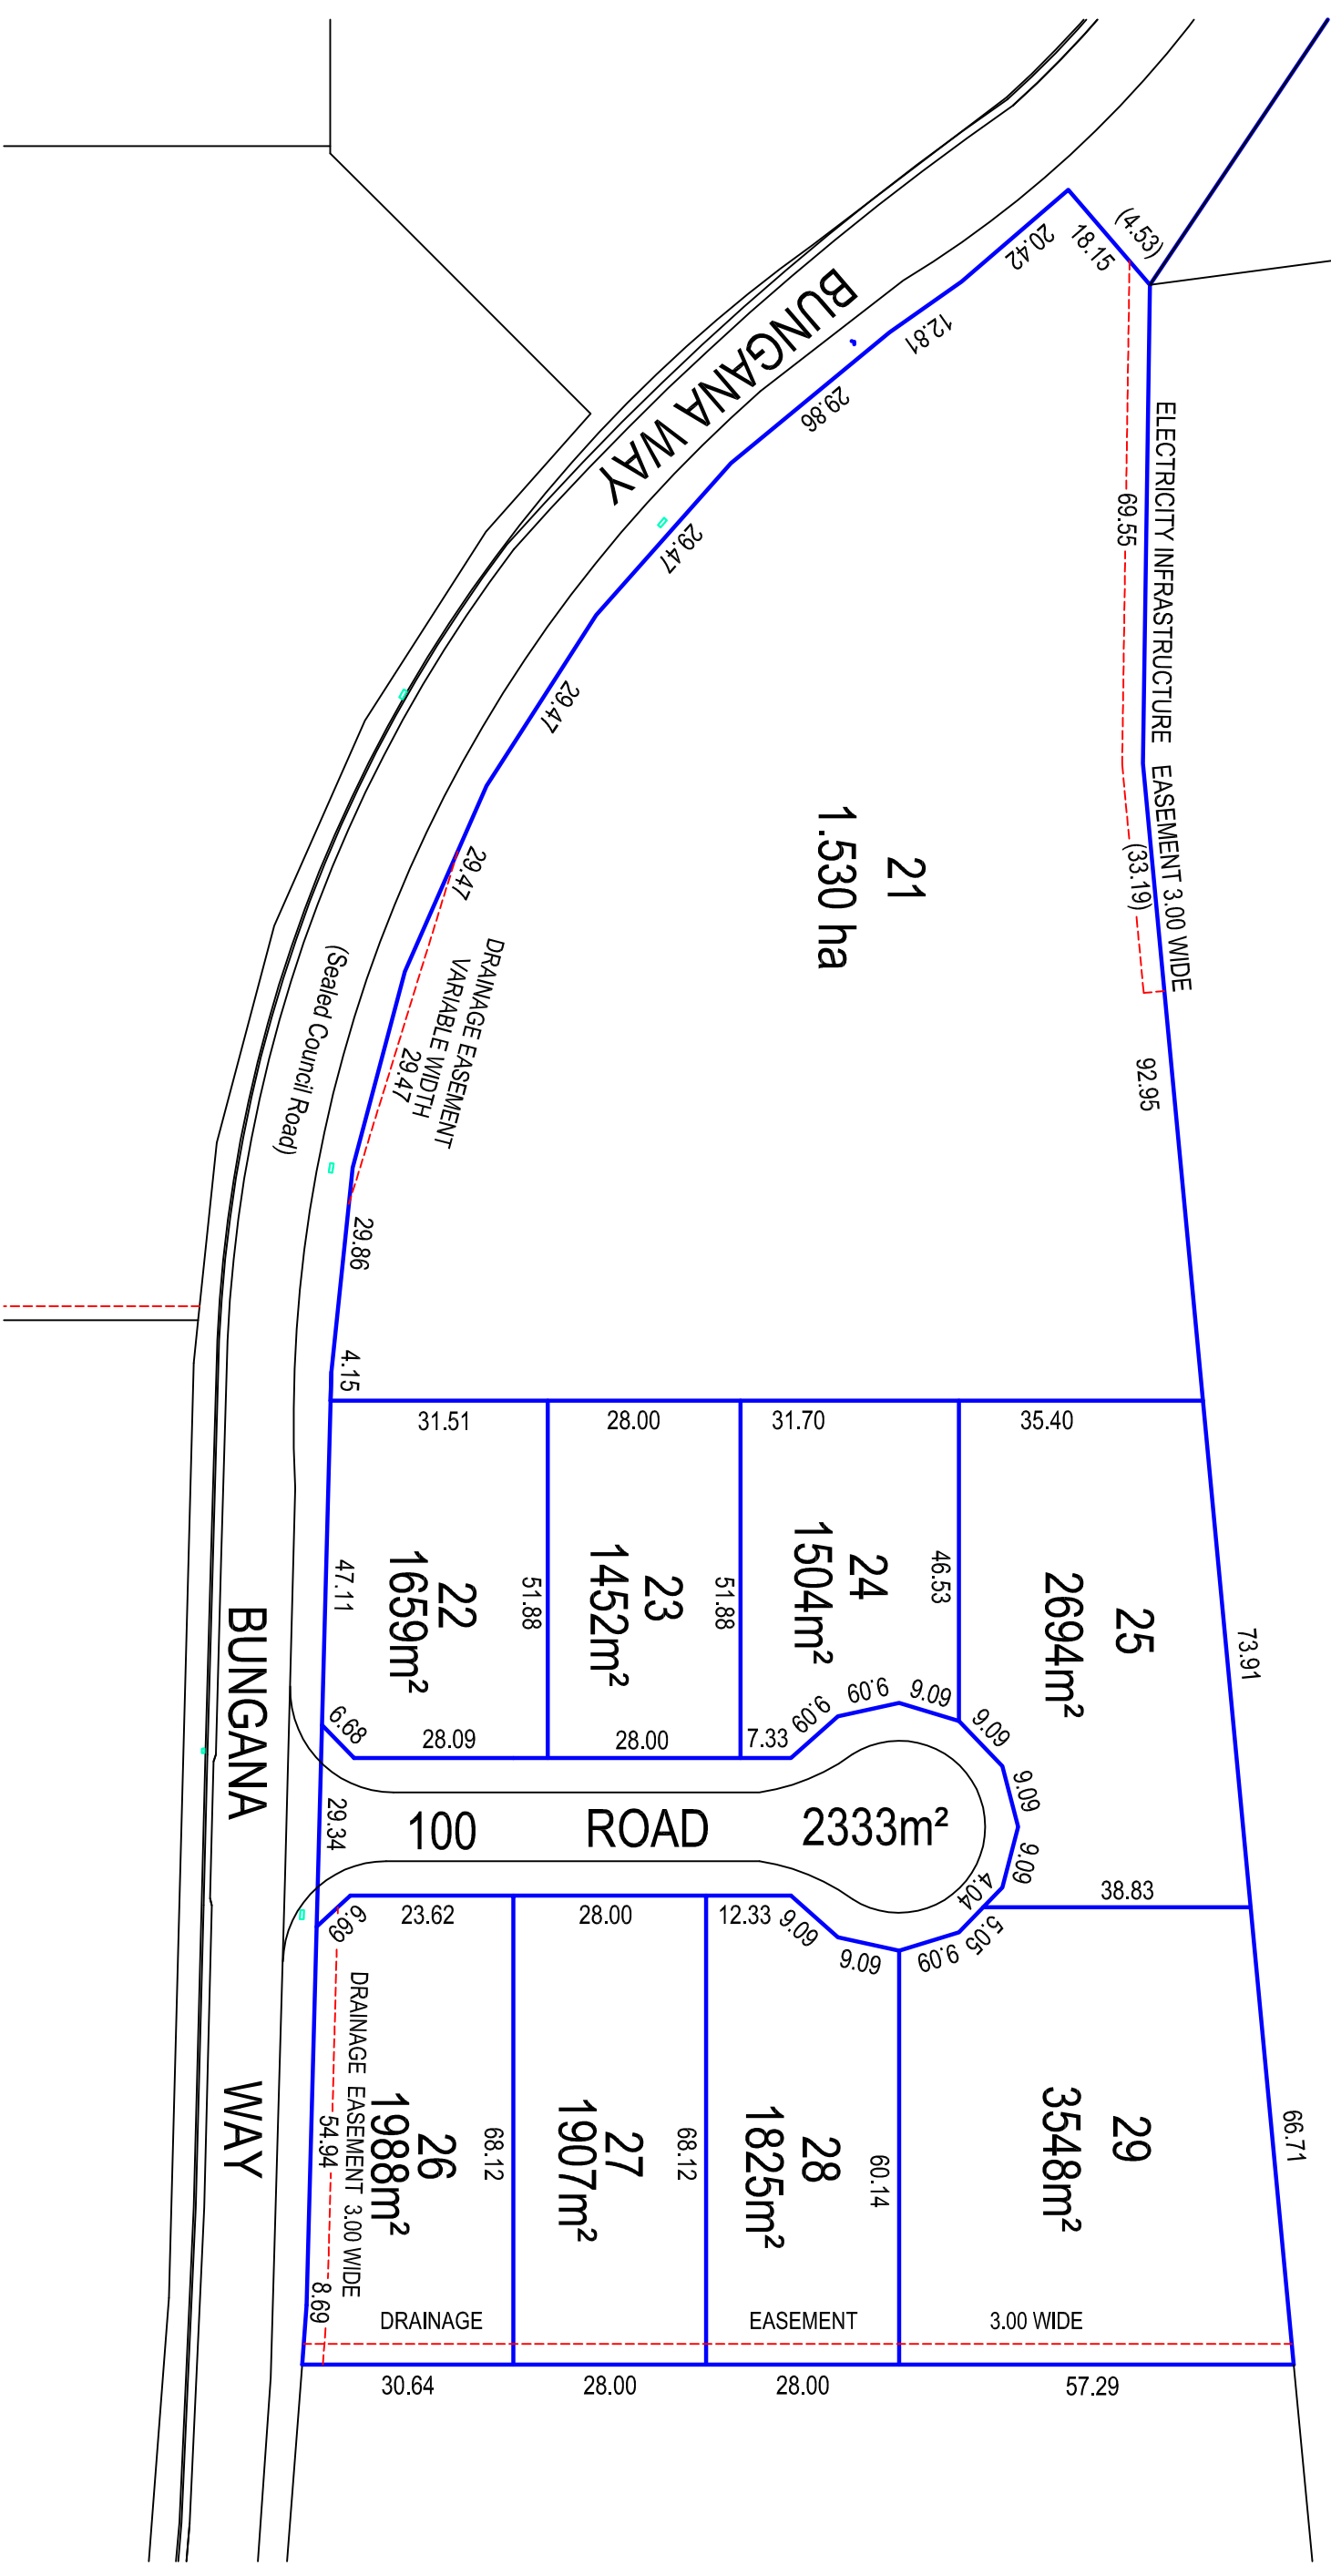 (4.53)
18.15
20.42
12.81
29.86
29.47
29.47
29.47
BUNGANA WAY
ELECTRICITY INFRASTRUCTURE EASEMENT 3.00 WIDE
69.55
(33.19)
92.95
21
1.530 ha
DRAINAGE EASEMENT
VARIABLE WIDTH
29.47
(Sealed Council Road)
29.86
4.15
31.51
28.00
31.70
35.40
22
1659m²
47.11
51.88
23
1452m²
51.88
24
1504m²
46.53
25
2694m²
73.91
6.68
28.09
28.00
7.33
9.09
9.09
9.09
9.09
9.09
9.09
4.04
38.83
5.05
9.09
9.09
9.09
100
ROAD
2333m²
29.34
BUNGANA
WAY
6.69
23.62
28.00
12.33
DRAINAGE EASEMENT 3.00 WIDE
54.94
8.69
26
1988m²
68.12
27
1907m²
68.12
28
1825m²
60.14
29
3548m²
66.71
DRAINAGE
EASEMENT
3.00 WIDE
30.64
28.00
28.00
57.29